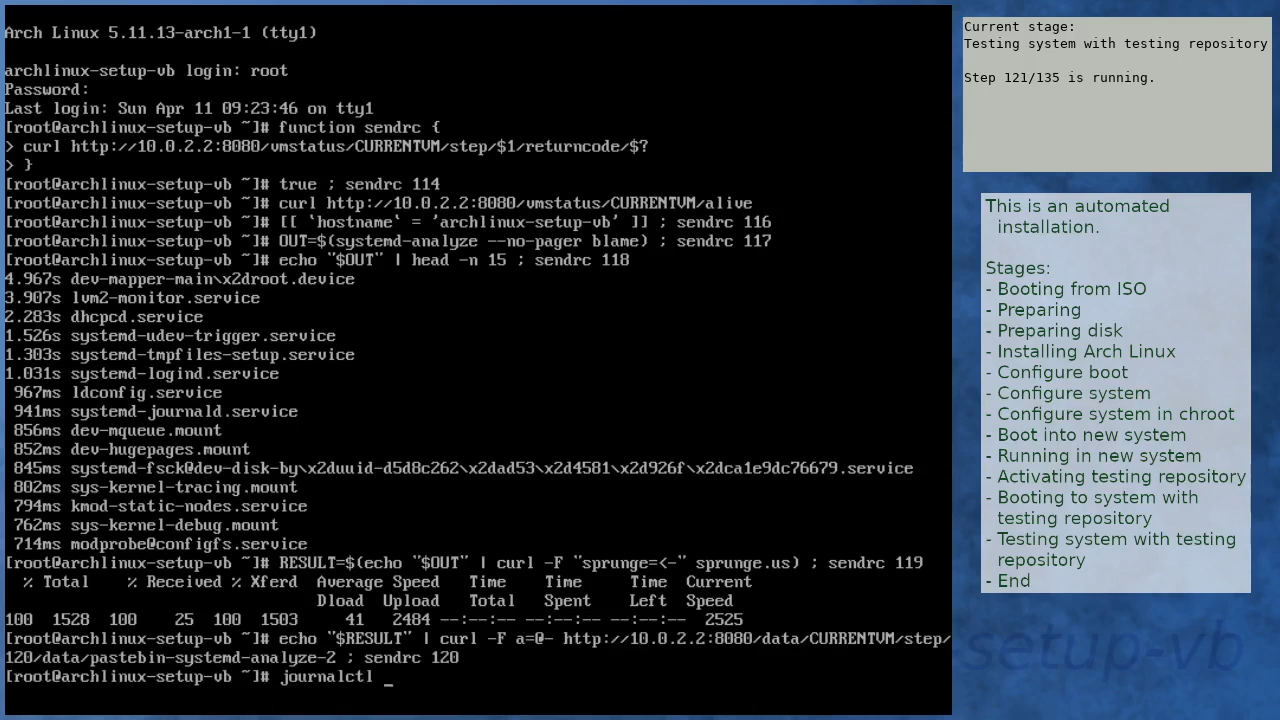 Arch Linux 5.11.13-arch1-1 (tty1)
archlinux-setup-vb login: root
Password:
Last login: Sun Apr 11 09:23:46 on tty1
[root@archlinux-setup-vb ~]# function sendrc {
> curl http://10.0.2.2:8080/vmstatus/CURRENTVM/step/$1/returncode/$?
> }
[root@archlinux-setup-vb ~]# true ; sendrc 114
[root@archlinux-setup-vb ~]# curl http://10.0.2.2:8080/vmstatus/CURRENTVM/alive
[root@archlinux-setup-vb ~]# [[ `hostname` = 'archlinux-setup-vb' ]] ; sendrc 116
[root@archlinux-setup-vb ~]# OUT=$(systemd-analyze --no-pager blame) ; sendrc 117
[root@archlinux-setup-vb ~]# echo "$OUT" | head -n 15 ; sendrc 118
4.967s dev-mapper-main\x2droot.device
3.907s lvm2-monitor.service
2.283s dhcpcd.service
1.526s systemd-udev-trigger.service
1.303s systemd-tmpfiles-setup.service
1.031s systemd-logind.service
 967ms ldconfig.service
 941ms systemd-journald.service
 856ms dev-mqueue.mount
 852ms dev-hugepages.mount
 845ms systemd-fsck@dev-disk-by\x2duuid-d5d8c262\x2dad53\x2d4581\x2d926f\x2dca1e9dc76679.service
 802ms sys-kernel-tracing.mount
 794ms kmod-static-nodes.service
 762ms sys-kernel-debug.mount
 714ms modprobe@configfs.service
[root@archlinux-setup-vb ~]# RESULT=$(echo "$OUT" | curl -F "sprunge=<-" sprunge.us) ; sendrc 119
  % Total    % Received % Xferd  Average Speed   Time    Time     Time  Current
                                 Dload  Upload   Total   Spent    Left  Speed
100  1528  100    25  100  1503     41   2484 --:--:-- --:--:-- --:--:--  2525
[root@archlinux-setup-vb ~]# echo "$RESULT" | curl -F a=@- http://10.0.2.2:8080/data/CURRENTVM/step/
120/data/pastebin-systemd-analyze-2 ; sendrc 120
[root@archlinux-setup-vb ~]# journalctl _
Current stage:
Testing system with testing repository
Step 121/135 is running.
This is an automated
installation.
Stages:
- Booting from ISO
- Preparing
- Preparing disk
- Installing Arch Linux
- Configure boot
- Configure system
- Configure system in chroot
- Boot into new system
- Running in new system
- Activating testing repository
- Booting to system with
testing repository
- Testing system with testing
repository
- End
setup-vb